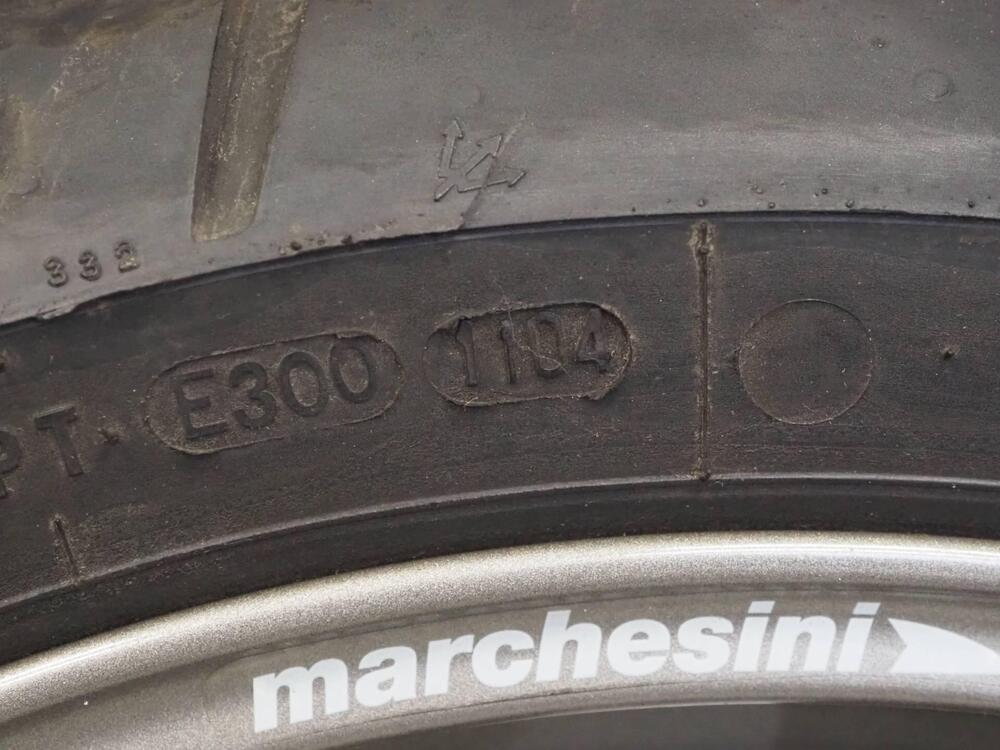 332
PT E300 1104
marchesini